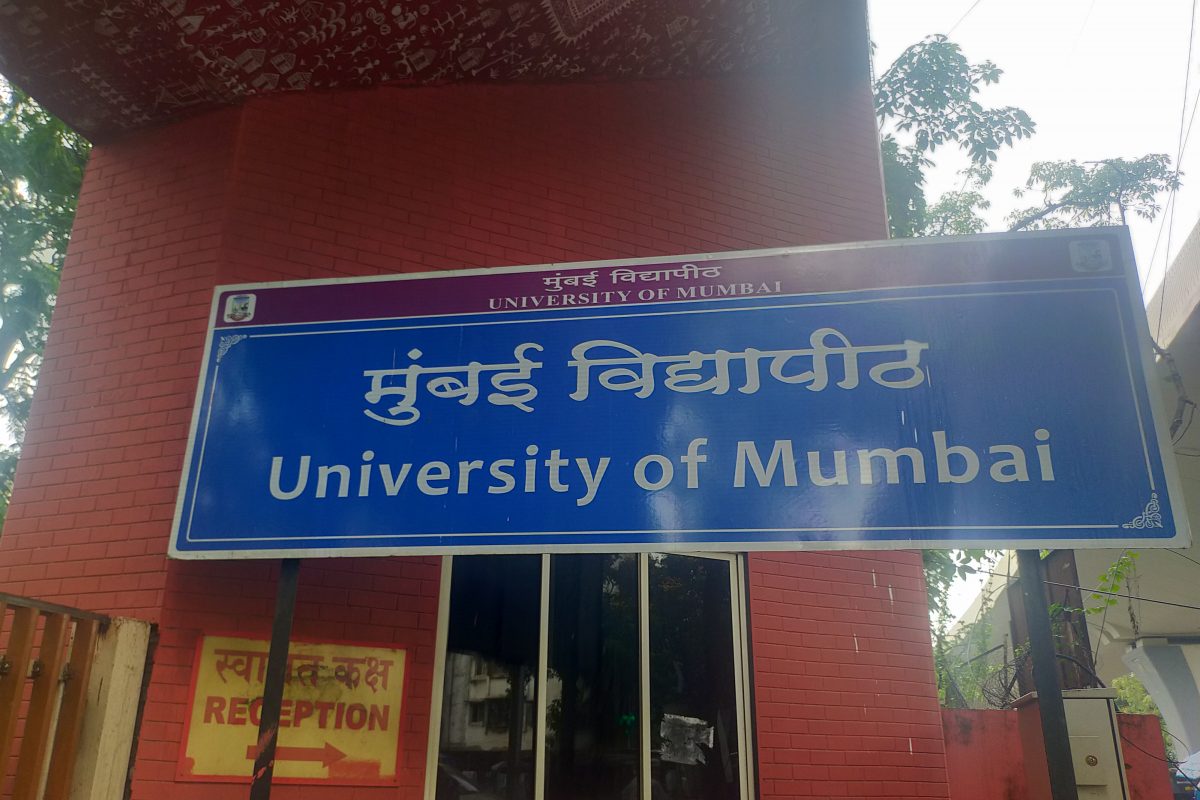 मुंबई विद्यापीठ
UNIVERSITY OF MUMBAI
मुंबई विद्यापीठ
University of Mumbai
स्वागत कक्ष
RECEPTION